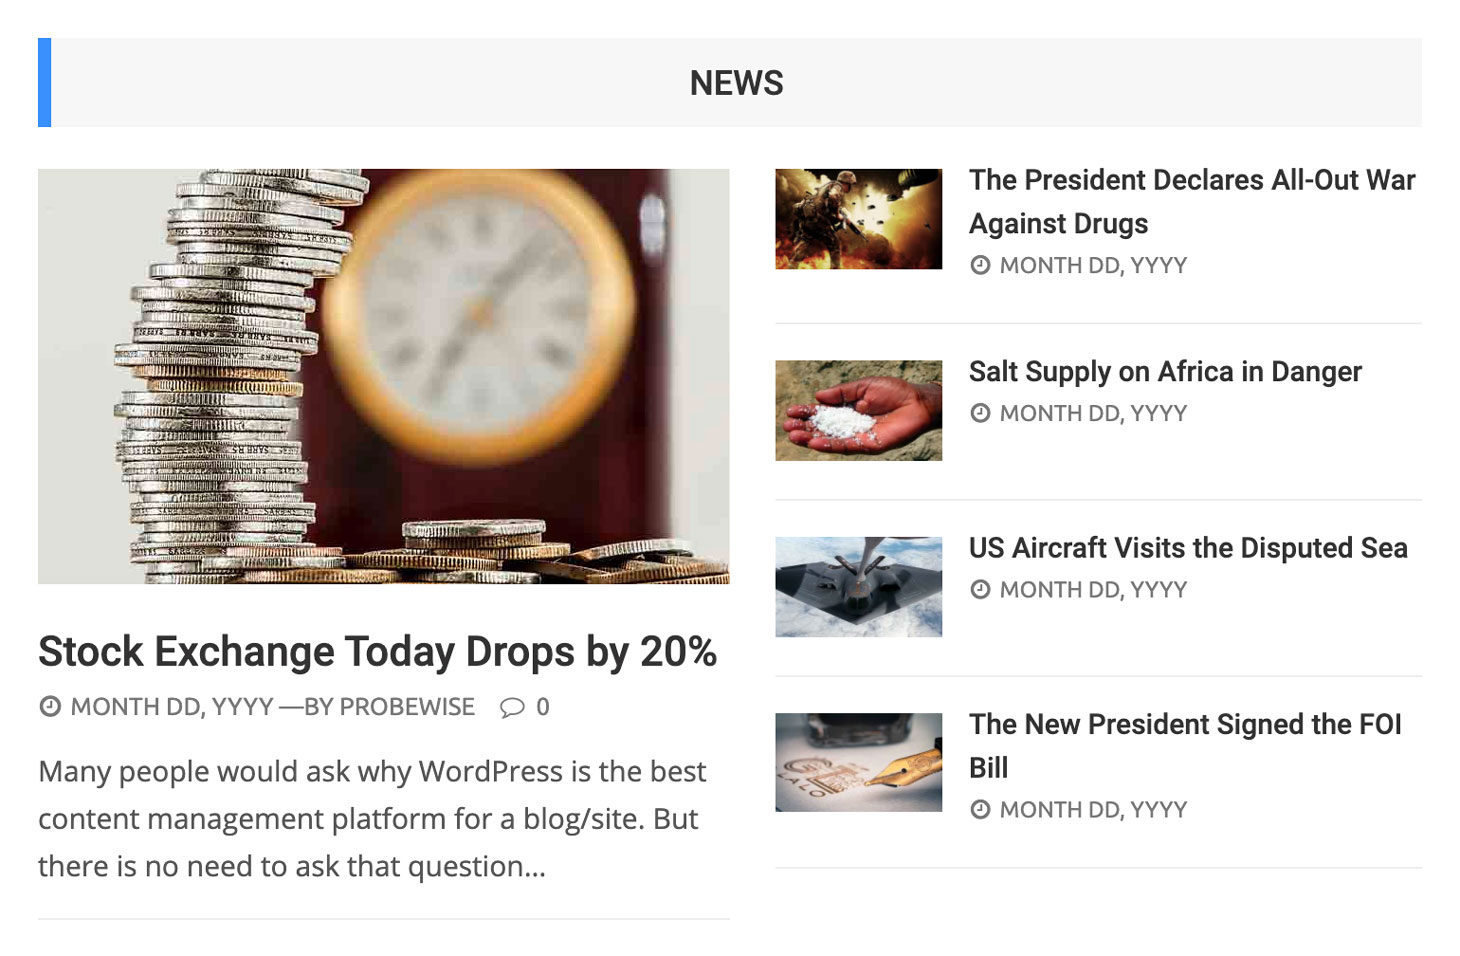 NEWS
Stock Exchange Today Drops by 20%
MONTH DD, YYYY —BY PROBEWISE 0
Many people would ask why WordPress is the best
content management platform for a blog/site. But
there is no need to ask that question...
The President Declares All-Out War
Against Drugs
MONTH DD, YYYY
Salt Supply on Africa in Danger
MONTH DD, YYYY
US Aircraft Visits the Disputed Sea
MONTH DD, YYYY
The New President Signed the FOI
Bill
MONTH DD, YYYY